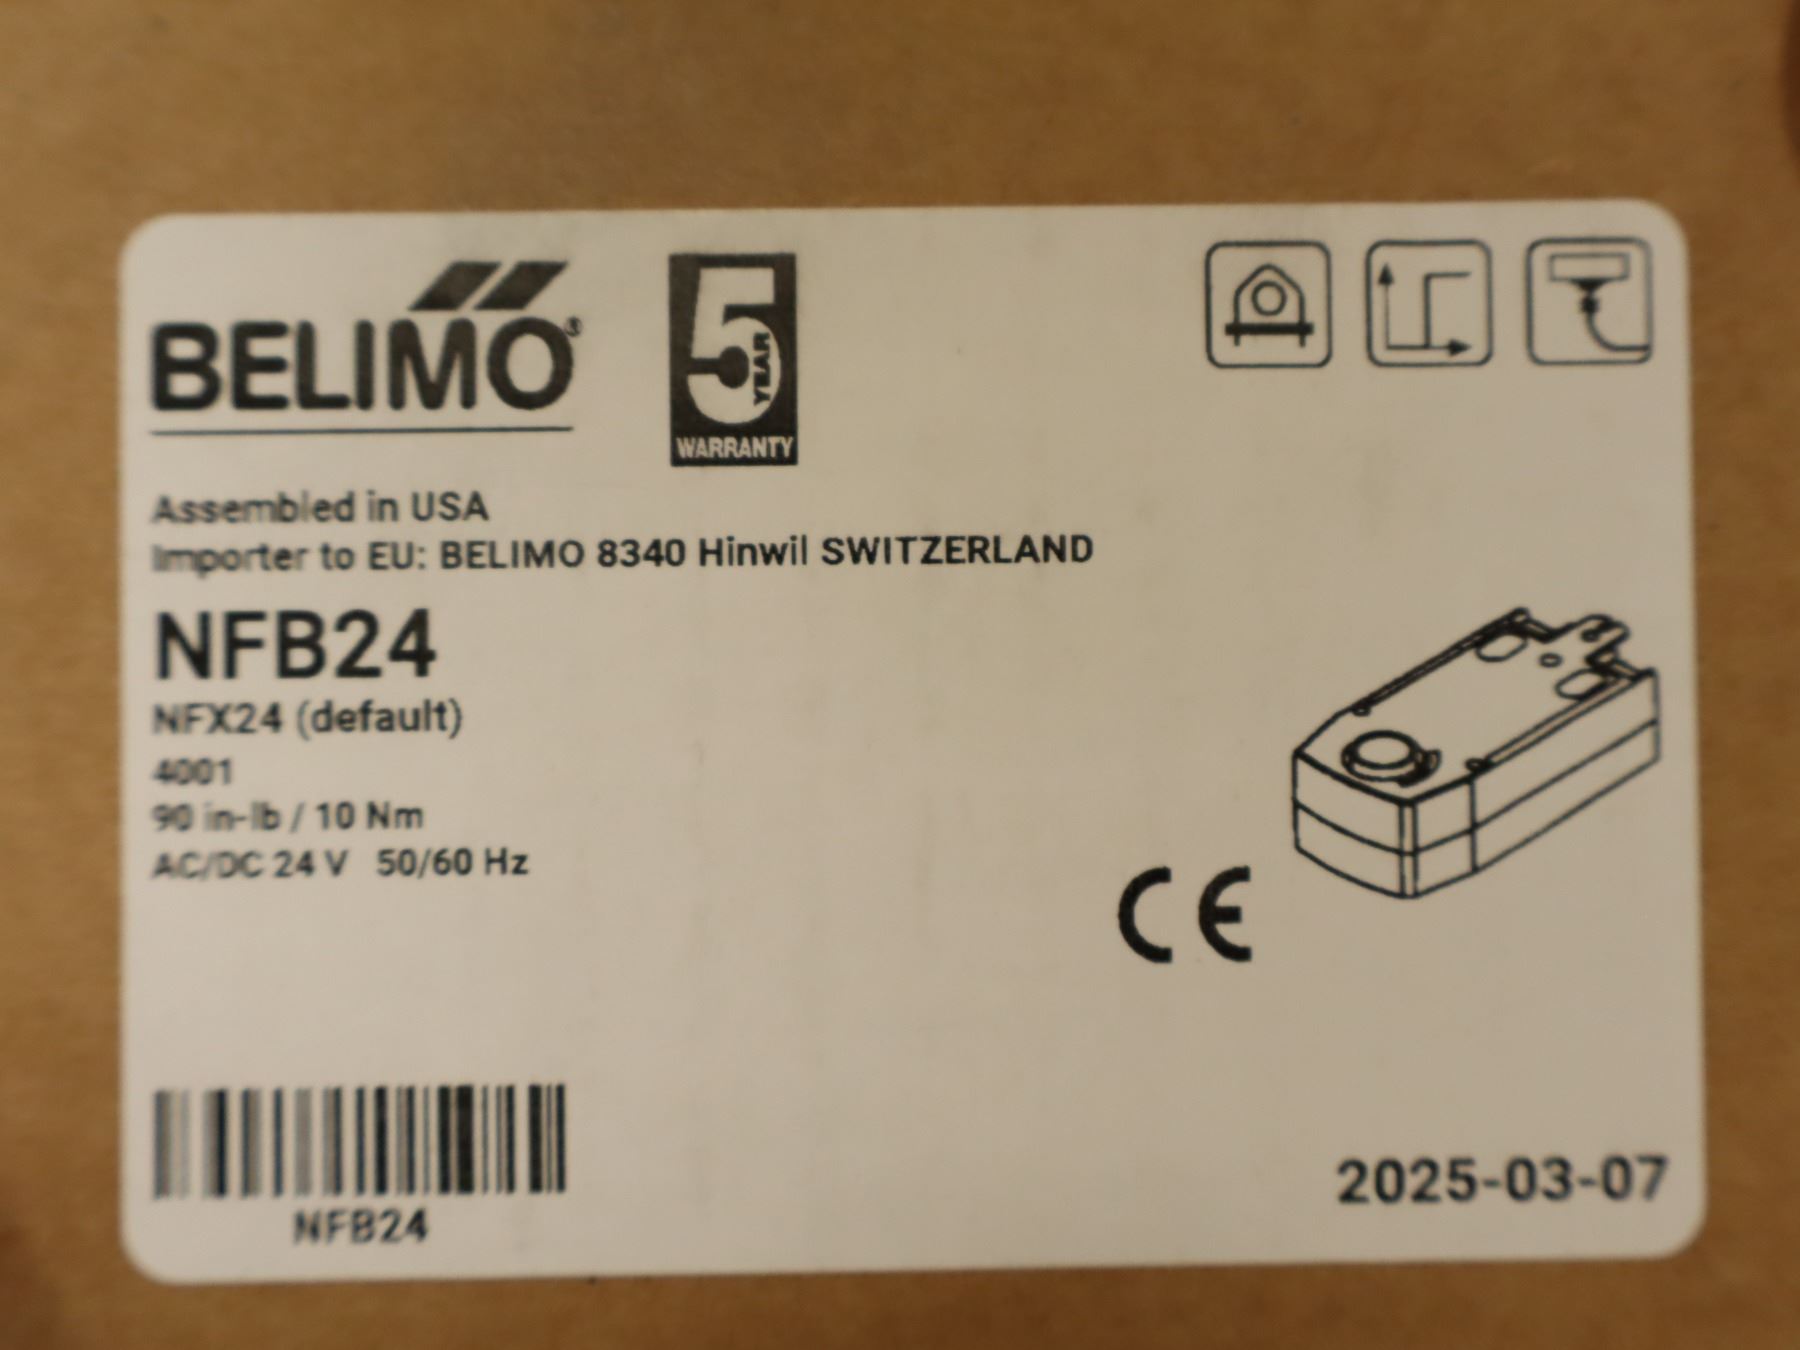 BELIMO®
5 YEAR
WARRANTY
Assembled in USA
Importer to EU: BELIMO 8340 Hinwil SWITZERLAND
NFB24
NFX24 (default)
4001
90 in-lb / 10 Nm
AC/DC 24 V 50/60 Hz
CE
NFB24
2025-03-07